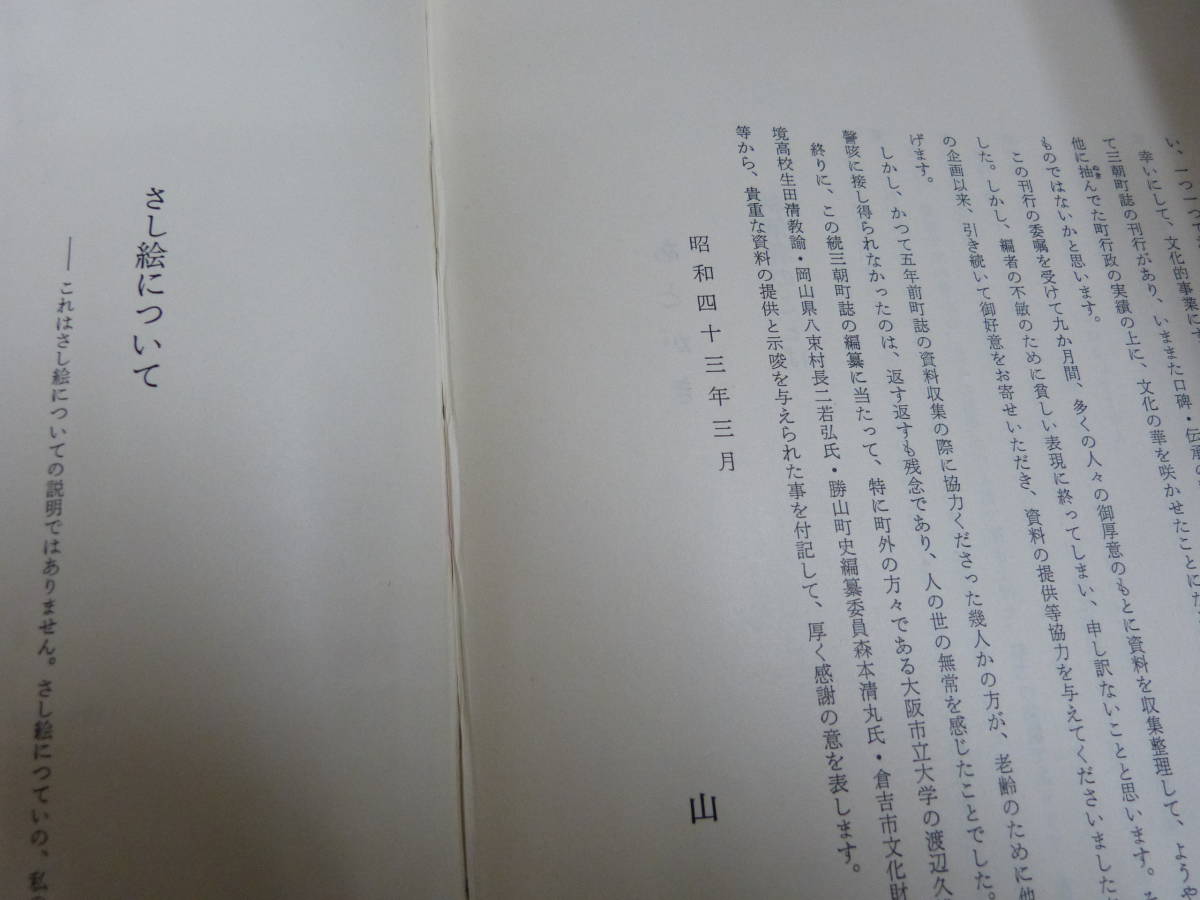 い、一つ一つ
幸いにして、文化的事業に
て三朝町誌の刊行があり、いままた口碑・伝承の
他に抽んでた町行政の実績の上に、文化の華を咲かせたことにな
ものではないかと思います。
この刊行の委嘱を受けて九か月間、多くの人々の御厚意のもとに資料を収集整理して、ようや
した。しかし、編者の不敏のために貧しい表現に終ってしまい、申し訳ないことと思います。そ
の企画以来、引き続いて御好意をお寄せいただき、資料の提供等協力を与えてくださいました
げます。
しかし、かつて五年前町誌の資料収集の際に協力くださった幾人かの方が、老齢のために他
謦咳に接し得られなかったのは、返す返すも残念であり、人の世の無常を感じたことでした。
終りに、この続三朝町誌の編纂に当たって、特に町外の方々である大阪市立大学の渡辺久
境高校生田清教諭・岡山県八束村長二若弘氏・勝山町史編纂委員森本清丸氏・倉吉市文化財
等から、貴重な資料の提供と示唆を与えられた事を付記して、厚く感謝の意を表します。
昭和四十三年三月
山
さし絵について
――これはさし絵についての説明ではありません。さし絵につていの、私